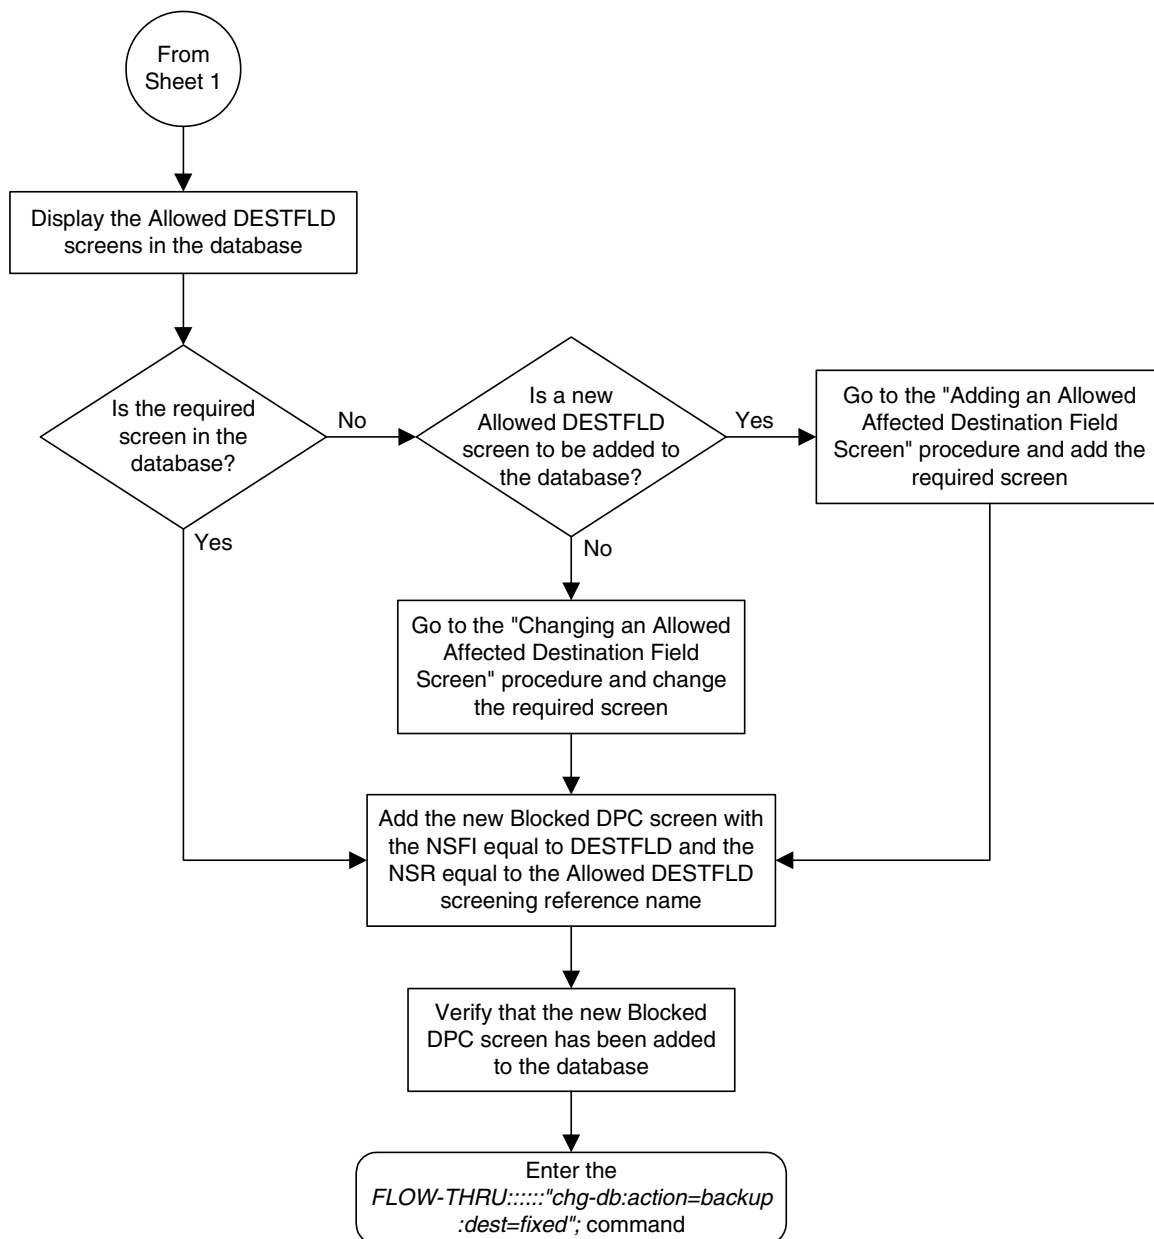 From
Sheet 1
Display the Allowed DESTFLD
screens in the database
Is the required
screen in the
database?
No
Yes
Is a new
Allowed DESTFLD
screen to be added to
the database?
Yes
No
Go to the "Adding an Allowed
Affected Destination Field
Screen" procedure and add the
required screen
Go to the "Changing an Allowed
Affected Destination Field
Screen" procedure and change
the required screen
Add the new Blocked DPC screen with
the NSFI equal to DESTFLD and the
NSR equal to the Allowed DESTFLD
screening reference name
Verify that the new Blocked
DPC screen has been added
to the database
Enter the
FLOW-THRU::::::"chg-db:action=backup
:dest=fixed"; command